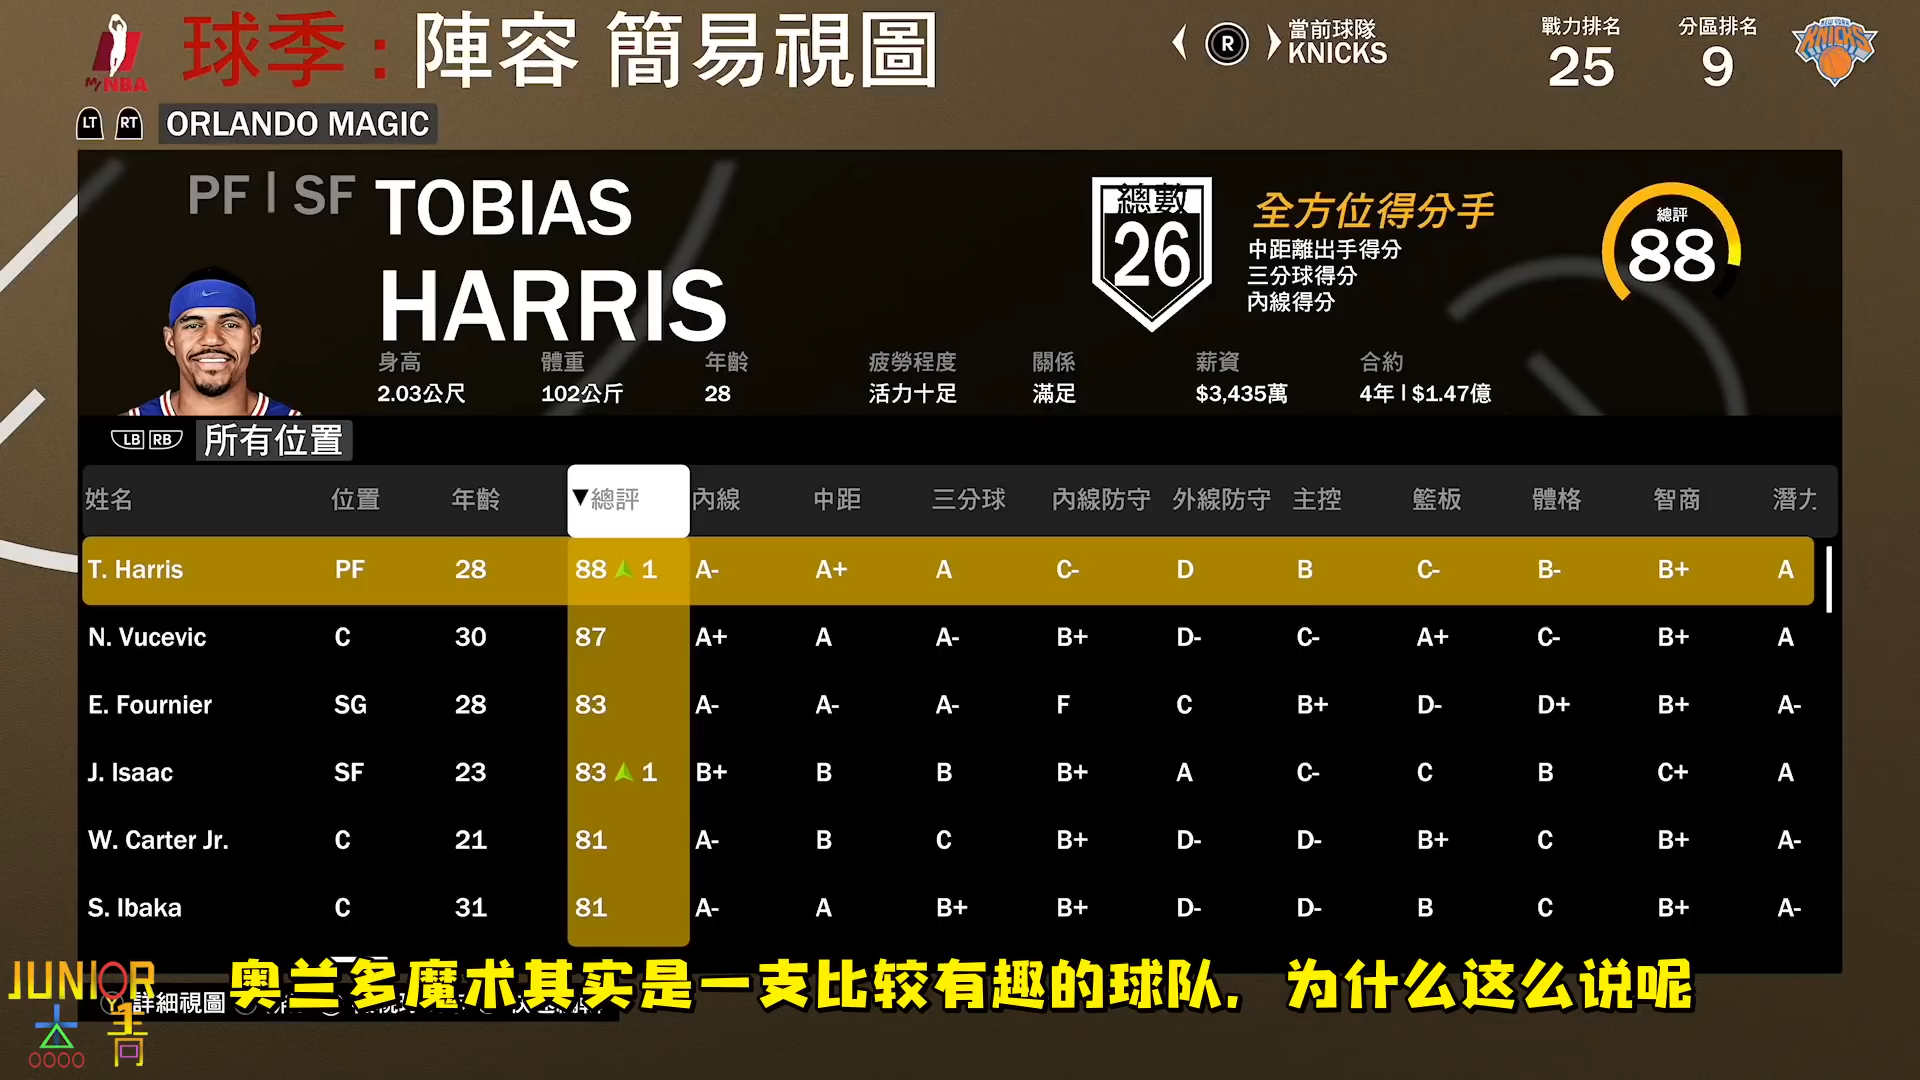 My NBA
球季：陣容 簡易視圖
R
當前球隊
KNICKS
戰力排名
25
分區排名
9
NEW YORK
KNICKS
LT RT ORLANDO MAGIC
PF | SF
TOBIAS
HARRIS
總數
26
全方位得分手
中距離出手得分
三分球得分
內線得分
總評
88
身高 體重 年齡 疲勞程度 關係 薪資 合約
2.03公尺 102公斤 28 活力十足 滿足 $3,435萬 4年 | $1.47億
LB RB 所有位置
姓名 位置 年齡 ▼總評 內線 中距 三分球 內線防守 外線防守 主控 籃板 體格 智商 潛力
T. Harris PF 28 88 ▲ 1 A- A+ A C- D B C- B- B+ A
N. Vucevic C 30 87 A+ A A- B+ D- C- A+ C- B+ A
E. Fournier SG 28 83 A- A- A- F C B+ D- D+ B+ A-
J. Isaac SF 23 83 ▲ 1 B+ B B B+ A C- C B C+ A
W. Carter Jr. C 21 81 A- B C B+ D- D- B+ C B+ A-
S. Ibaka C 31 81 A- A B+ B+ D- D- B C B+ A-
奥兰多魔术其实是一支比较有趣的球队，为什么这么说呢
Y 詳細視圖
JUNIOR